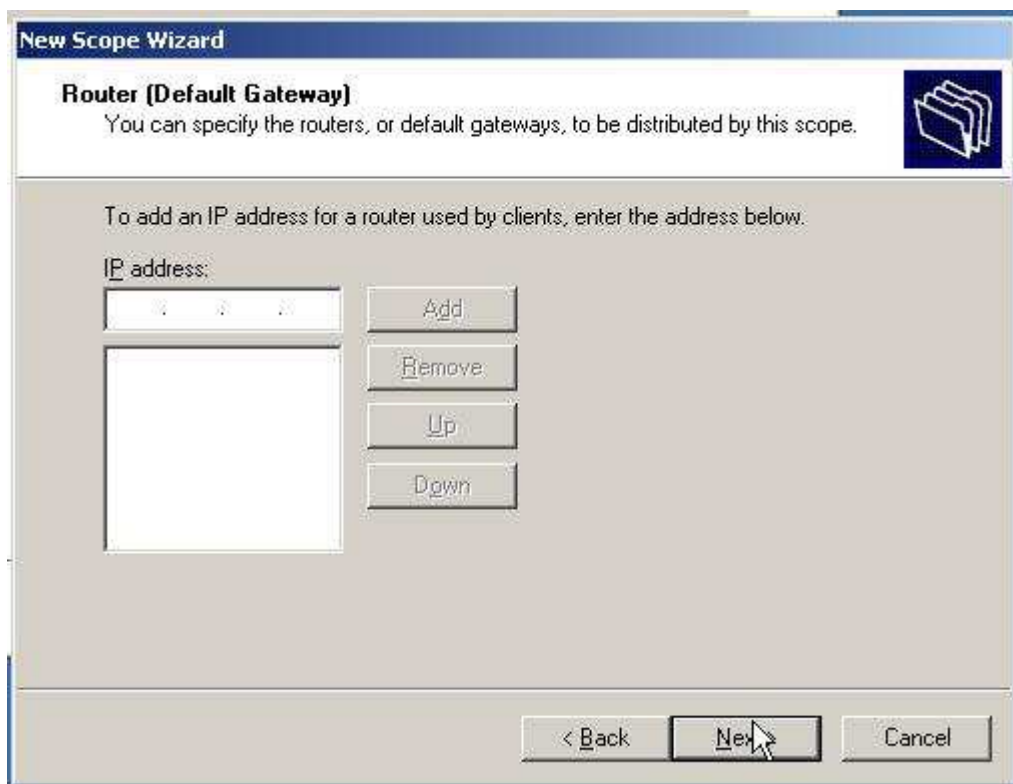 New Scope Wizard
Router (Default Gateway)
You can specify the routers, or default gateways, to be distributed by this scope.
To add an IP address for a router used by clients, enter the address below.
IP address:
. . .
Add
Remove
Up
Down
< Back Next > Cancel